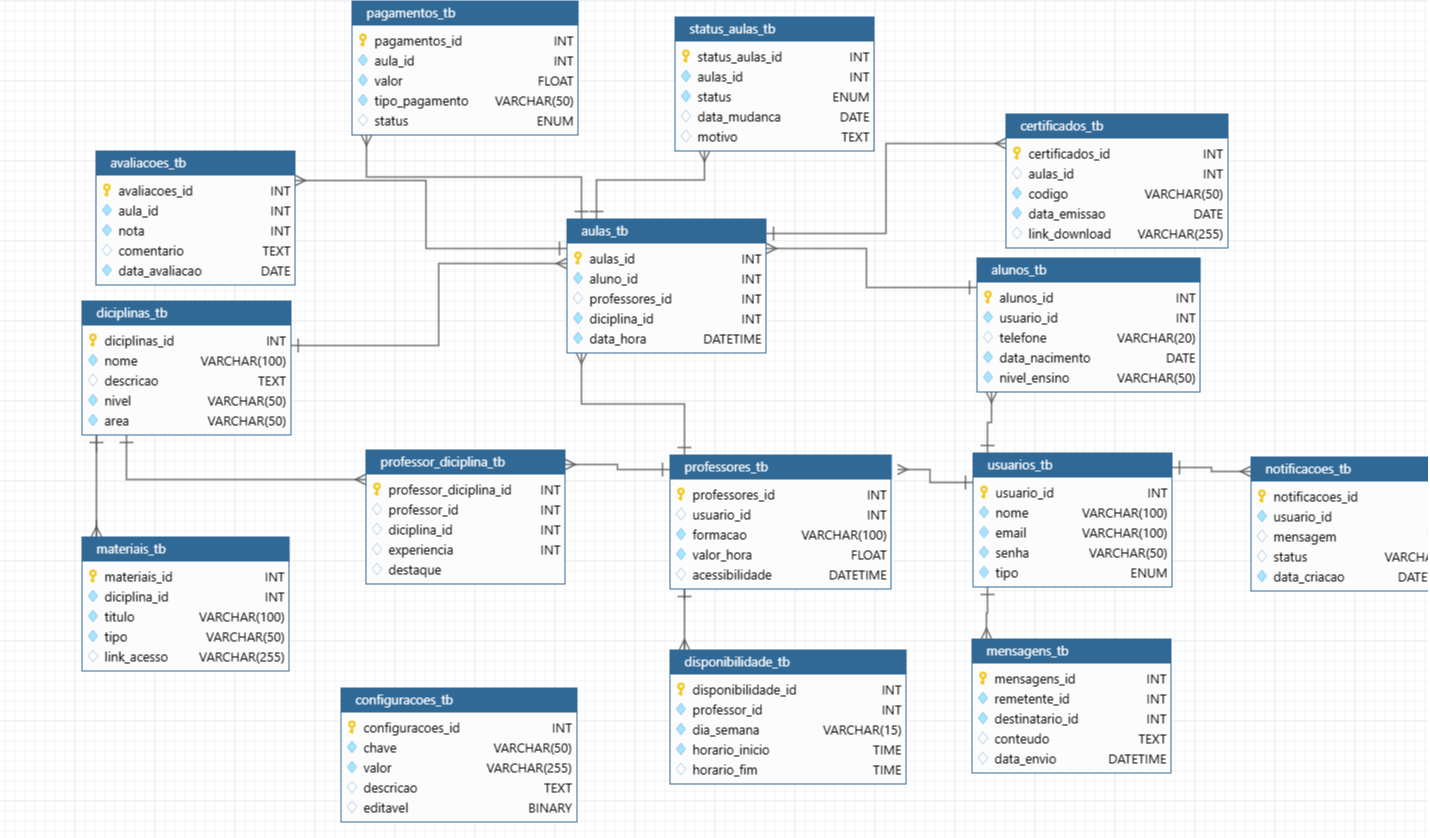 pagamentos_tb
pagamentos_id INT
aula_id INT
valor FLOAT
tipo_pagamento VARCHAR(50)
status ENUM
status_aulas_tb
status_aulas_id INT
aulas_id INT
status ENUM
data_mudanca DATE
motivo TEXT
certificados_tb
certificados_id INT
aulas_id INT
codigo VARCHAR(50)
data_emissao DATE
link_download VARCHAR(255)
avaliacoes_tb
avaliacoes_id INT
aula_id INT
nota INT
comentario TEXT
data_avaliacao DATE
aulas_tb
aulas_id INT
aluno_id INT
professores_id INT
diciplina_id INT
data_hora DATETIME
alunos_tb
alunos_id INT
usuario_id INT
telefone VARCHAR(20)
data_nacimento DATE
nivel_ensino VARCHAR(50)
diciplinas_tb
diciplinas_id INT
nome VARCHAR(100)
descricao TEXT
nivel VARCHAR(50)
area VARCHAR(50)
professor_diciplina_tb
professor_diciplina_id INT
professor_id INT
diciplina_id INT
experiencia INT
destaque
professores_tb
professores_id INT
usuario_id INT
formacao VARCHAR(100)
valor_hora FLOAT
acessibilidade DATETIME
usuarios_tb
usuario_id INT
nome VARCHAR(100)
email VARCHAR(100)
senha VARCHAR(50)
tipo ENUM
notificacoes_tb
notificacoes_id
usuario_id
mensagem
status VARCHA
data_criacao DATE
materiais_tb
materiais_id INT
diciplina_id INT
titulo VARCHAR(100)
tipo VARCHAR(50)
link_acesso VARCHAR(255)
configuracoes_tb
configuracoes_id INT
chave VARCHAR(50)
valor VARCHAR(255)
descricao TEXT
editavel BINARY
disponibilidade_tb
disponibilidade_id INT
professor_id INT
dia_semana VARCHAR(15)
horario_inicio TIME
horario_fim TIME
mensagens_tb
mensagens_id INT
remetente_id INT
destinatario_id INT
conteudo TEXT
data_envio DATETIME